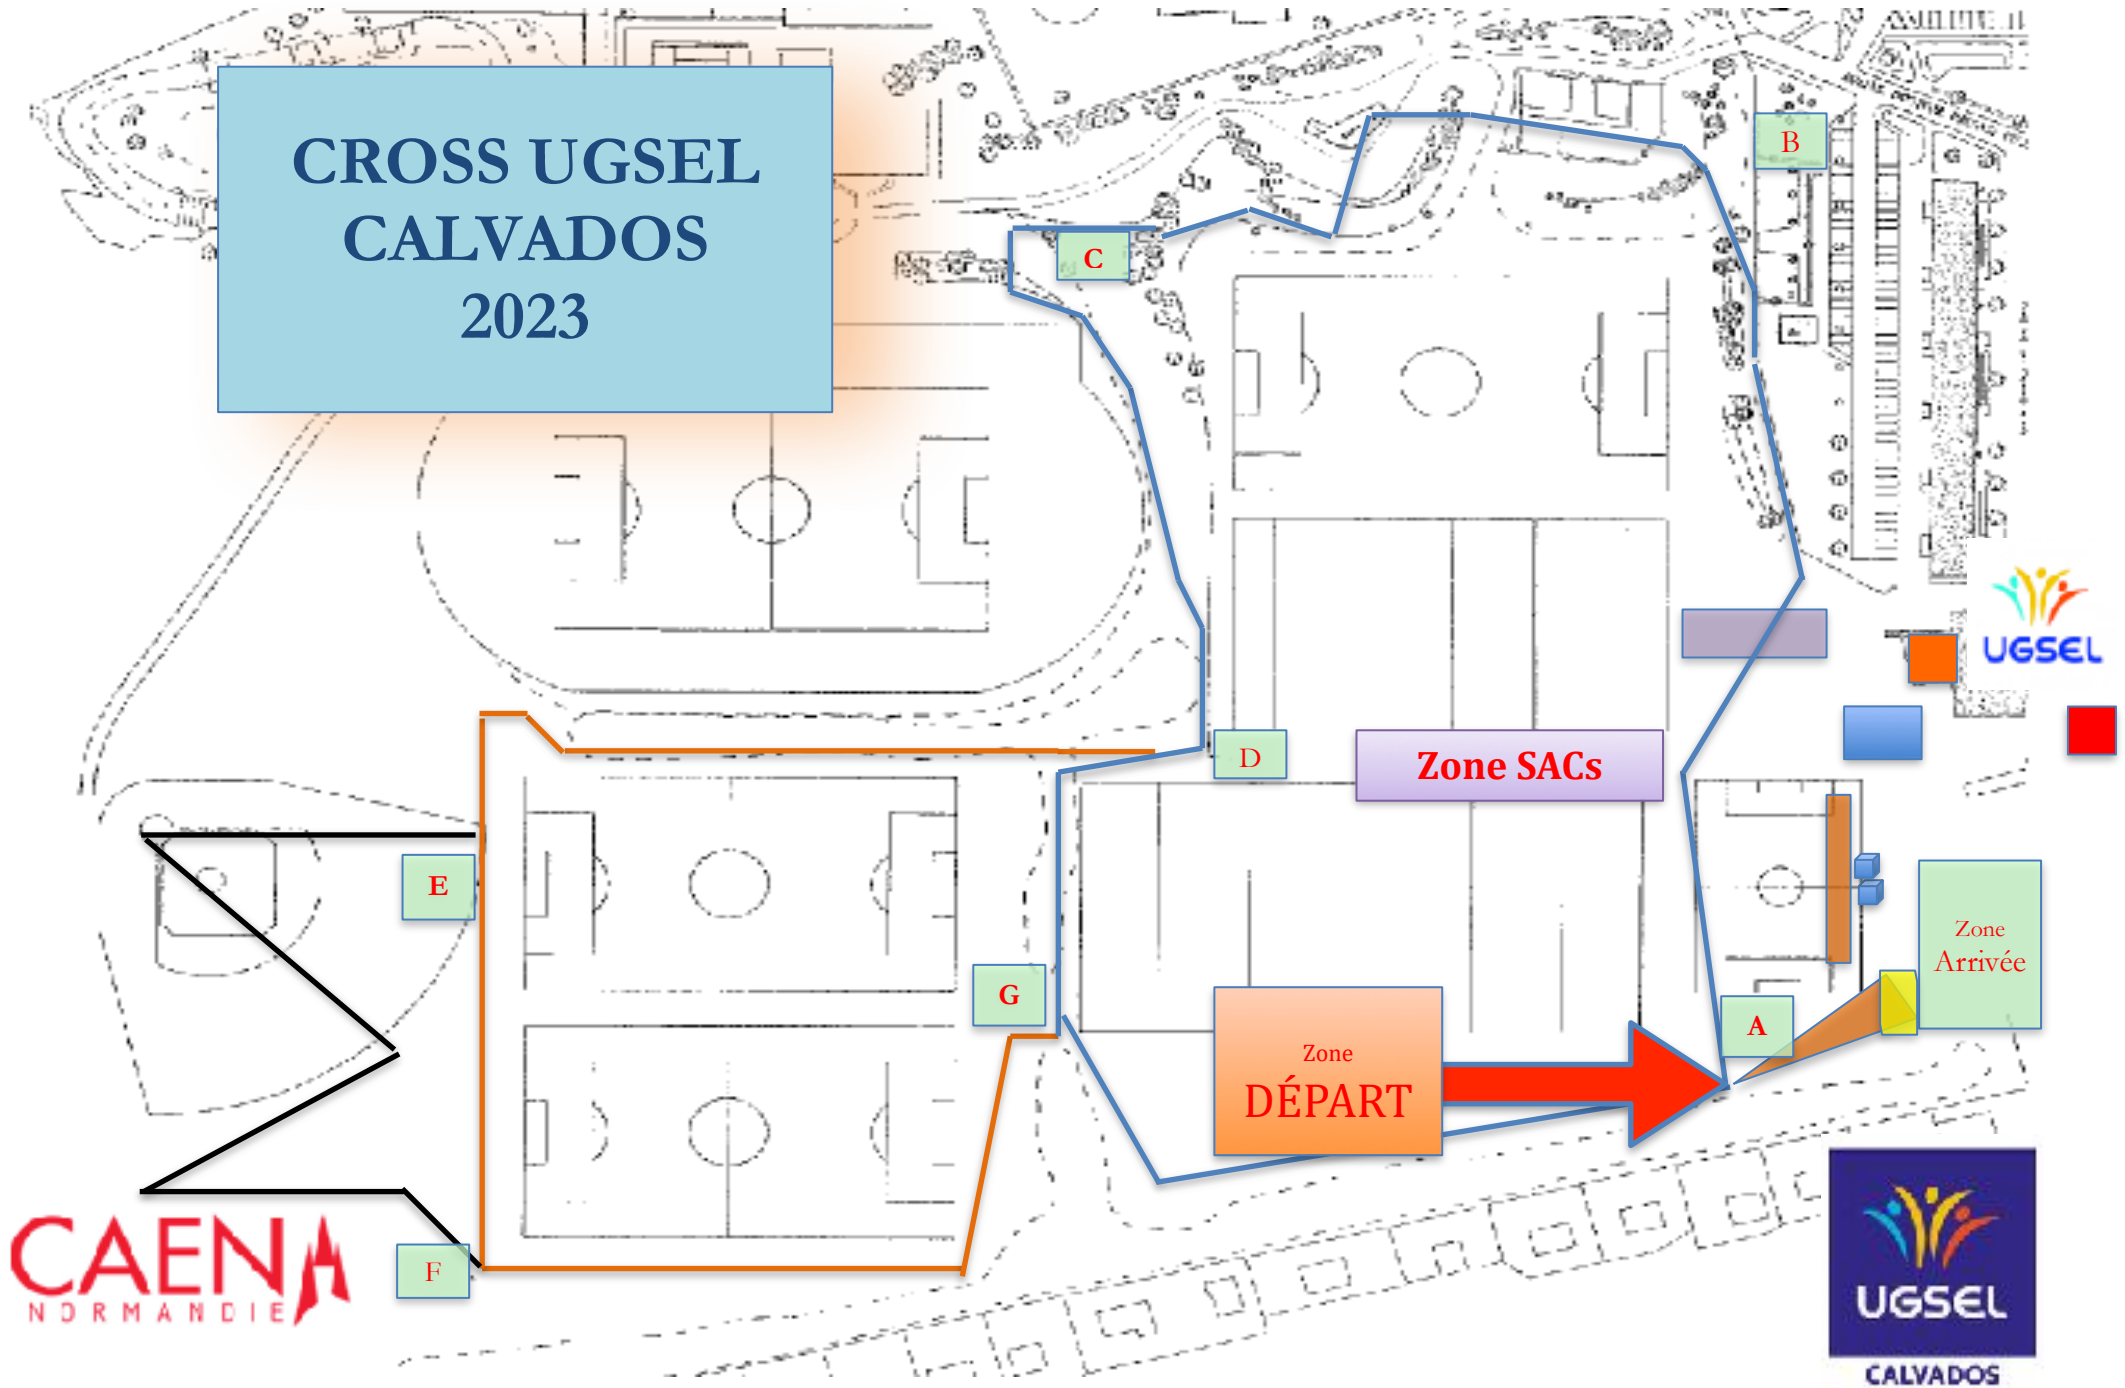 CROSS UGSEL
CALVADOS
2023
B
C
UGSEL
D
Zone SACs
E
G
Zone
Arrivée
A
Zone
DÉPART
F
CAEN
NORMANDIE
UGSEL
CALVADOS